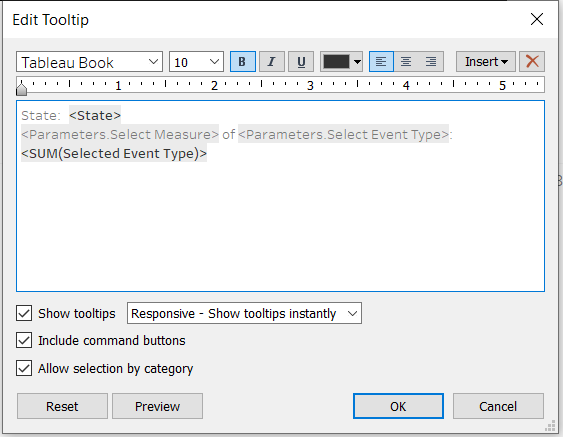 Edit Tooltip
Tableau Book 10 B I U Insert
1 2 3 4 5
State: <State>
<Parameters.Select Measure> of <Parameters.Select Event Type>:
<SUM(Selected Event Type)>
Show tooltips Responsive - Show tooltips instantly
Include command buttons
Allow selection by category
Reset Preview OK Cancel